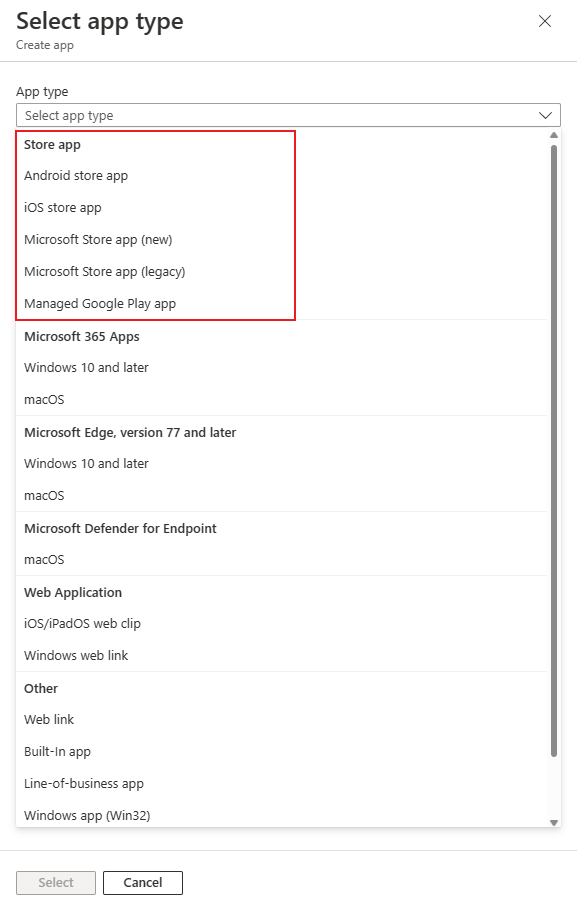 Select app type
Create app
App type
Select app type
Store app
Android store app
iOS store app
Microsoft Store app (new)
Microsoft Store app (legacy)
Managed Google Play app
Microsoft 365 Apps
Windows 10 and later
macOS
Microsoft Edge, version 77 and later
Windows 10 and later
macOS
Microsoft Defender for Endpoint
macOS
Web Application
iOS/iPadOS web clip
Windows web link
Other
Web link
Built-In app
Line-of-business app
Windows app (Win32)
Select
Cancel